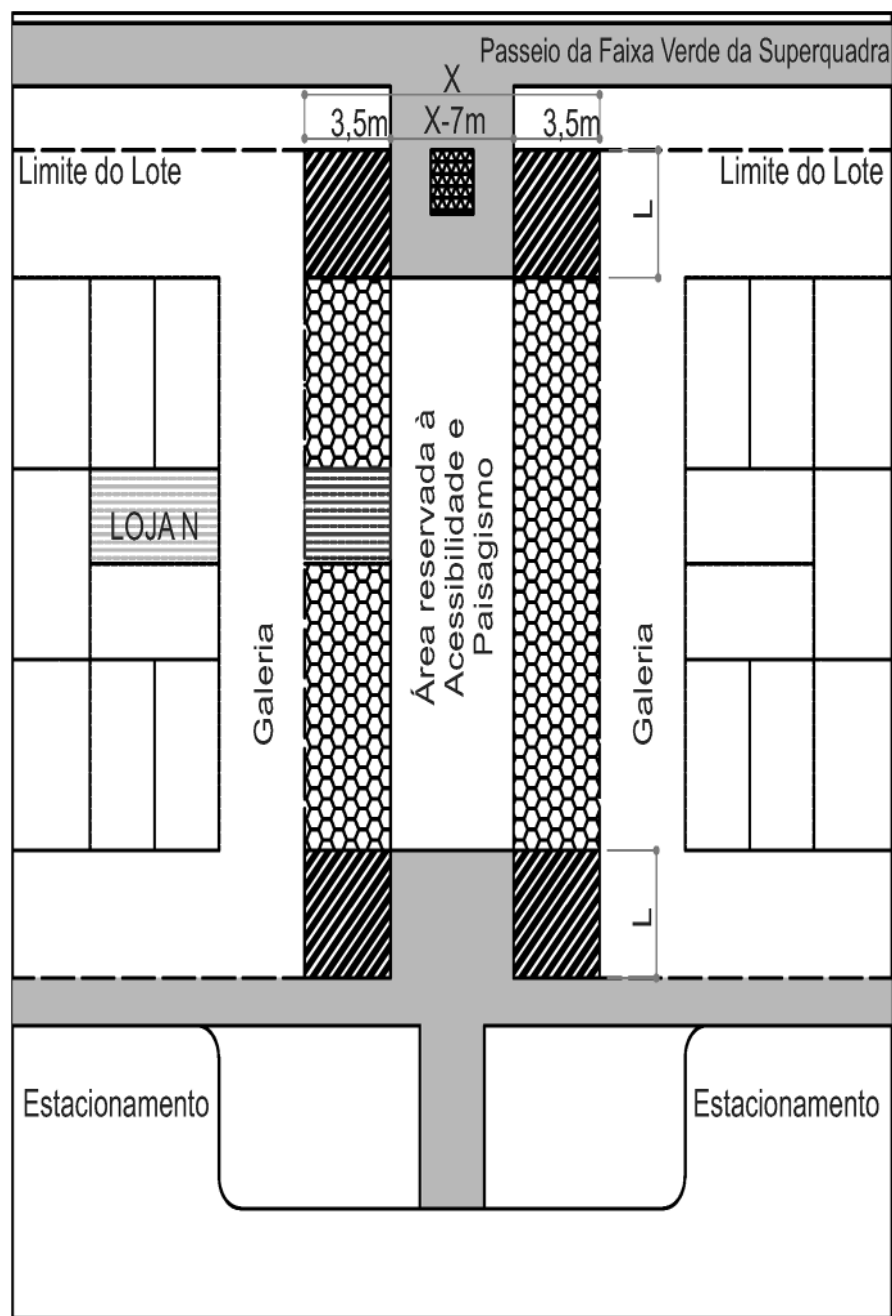 Passeio da Faixa Verde da Superquadra
X
3,5m
X-7m
3,5m
Limite do Lote
Limite do Lote
L
LOJA N
Área reservada à
Acessibilidade e
Paisagismo
Galeria
Galeria
L
Estacionamento
Estacionamento